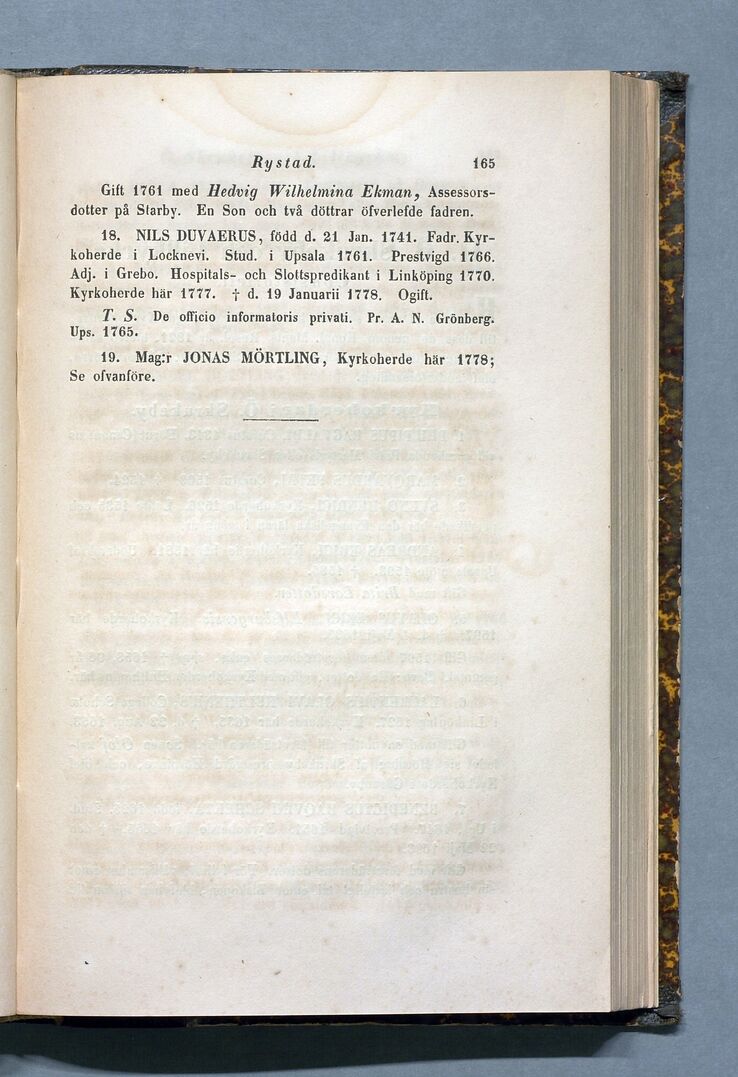 Rystad. 165
Gift 1761 med Hedvig Wilhelmina Ekman, Assessors-
dotter på Starby. En Son och två döttrar öfverlefde fadren.
18. NILS DUVAERUS, född d. 21 Jan. 1741. Fadr. Kyr-
koherde i Locknevi. Stud. i Upsala 1761. Prestvigd 1766.
Adj. i Grebo. Hospitals- och Slottspredikant i Linköping 1770.
Kyrkoherde här 1777. † d. 19 Januarii 1778. Ogift.
T. S. De officio informatoris privati. Pr. A. N. Grönberg.
Ups. 1765.
19. Mag:r JONAS MÖRTLING, Kyrkoherde här 1778;
Se ofvanföre.